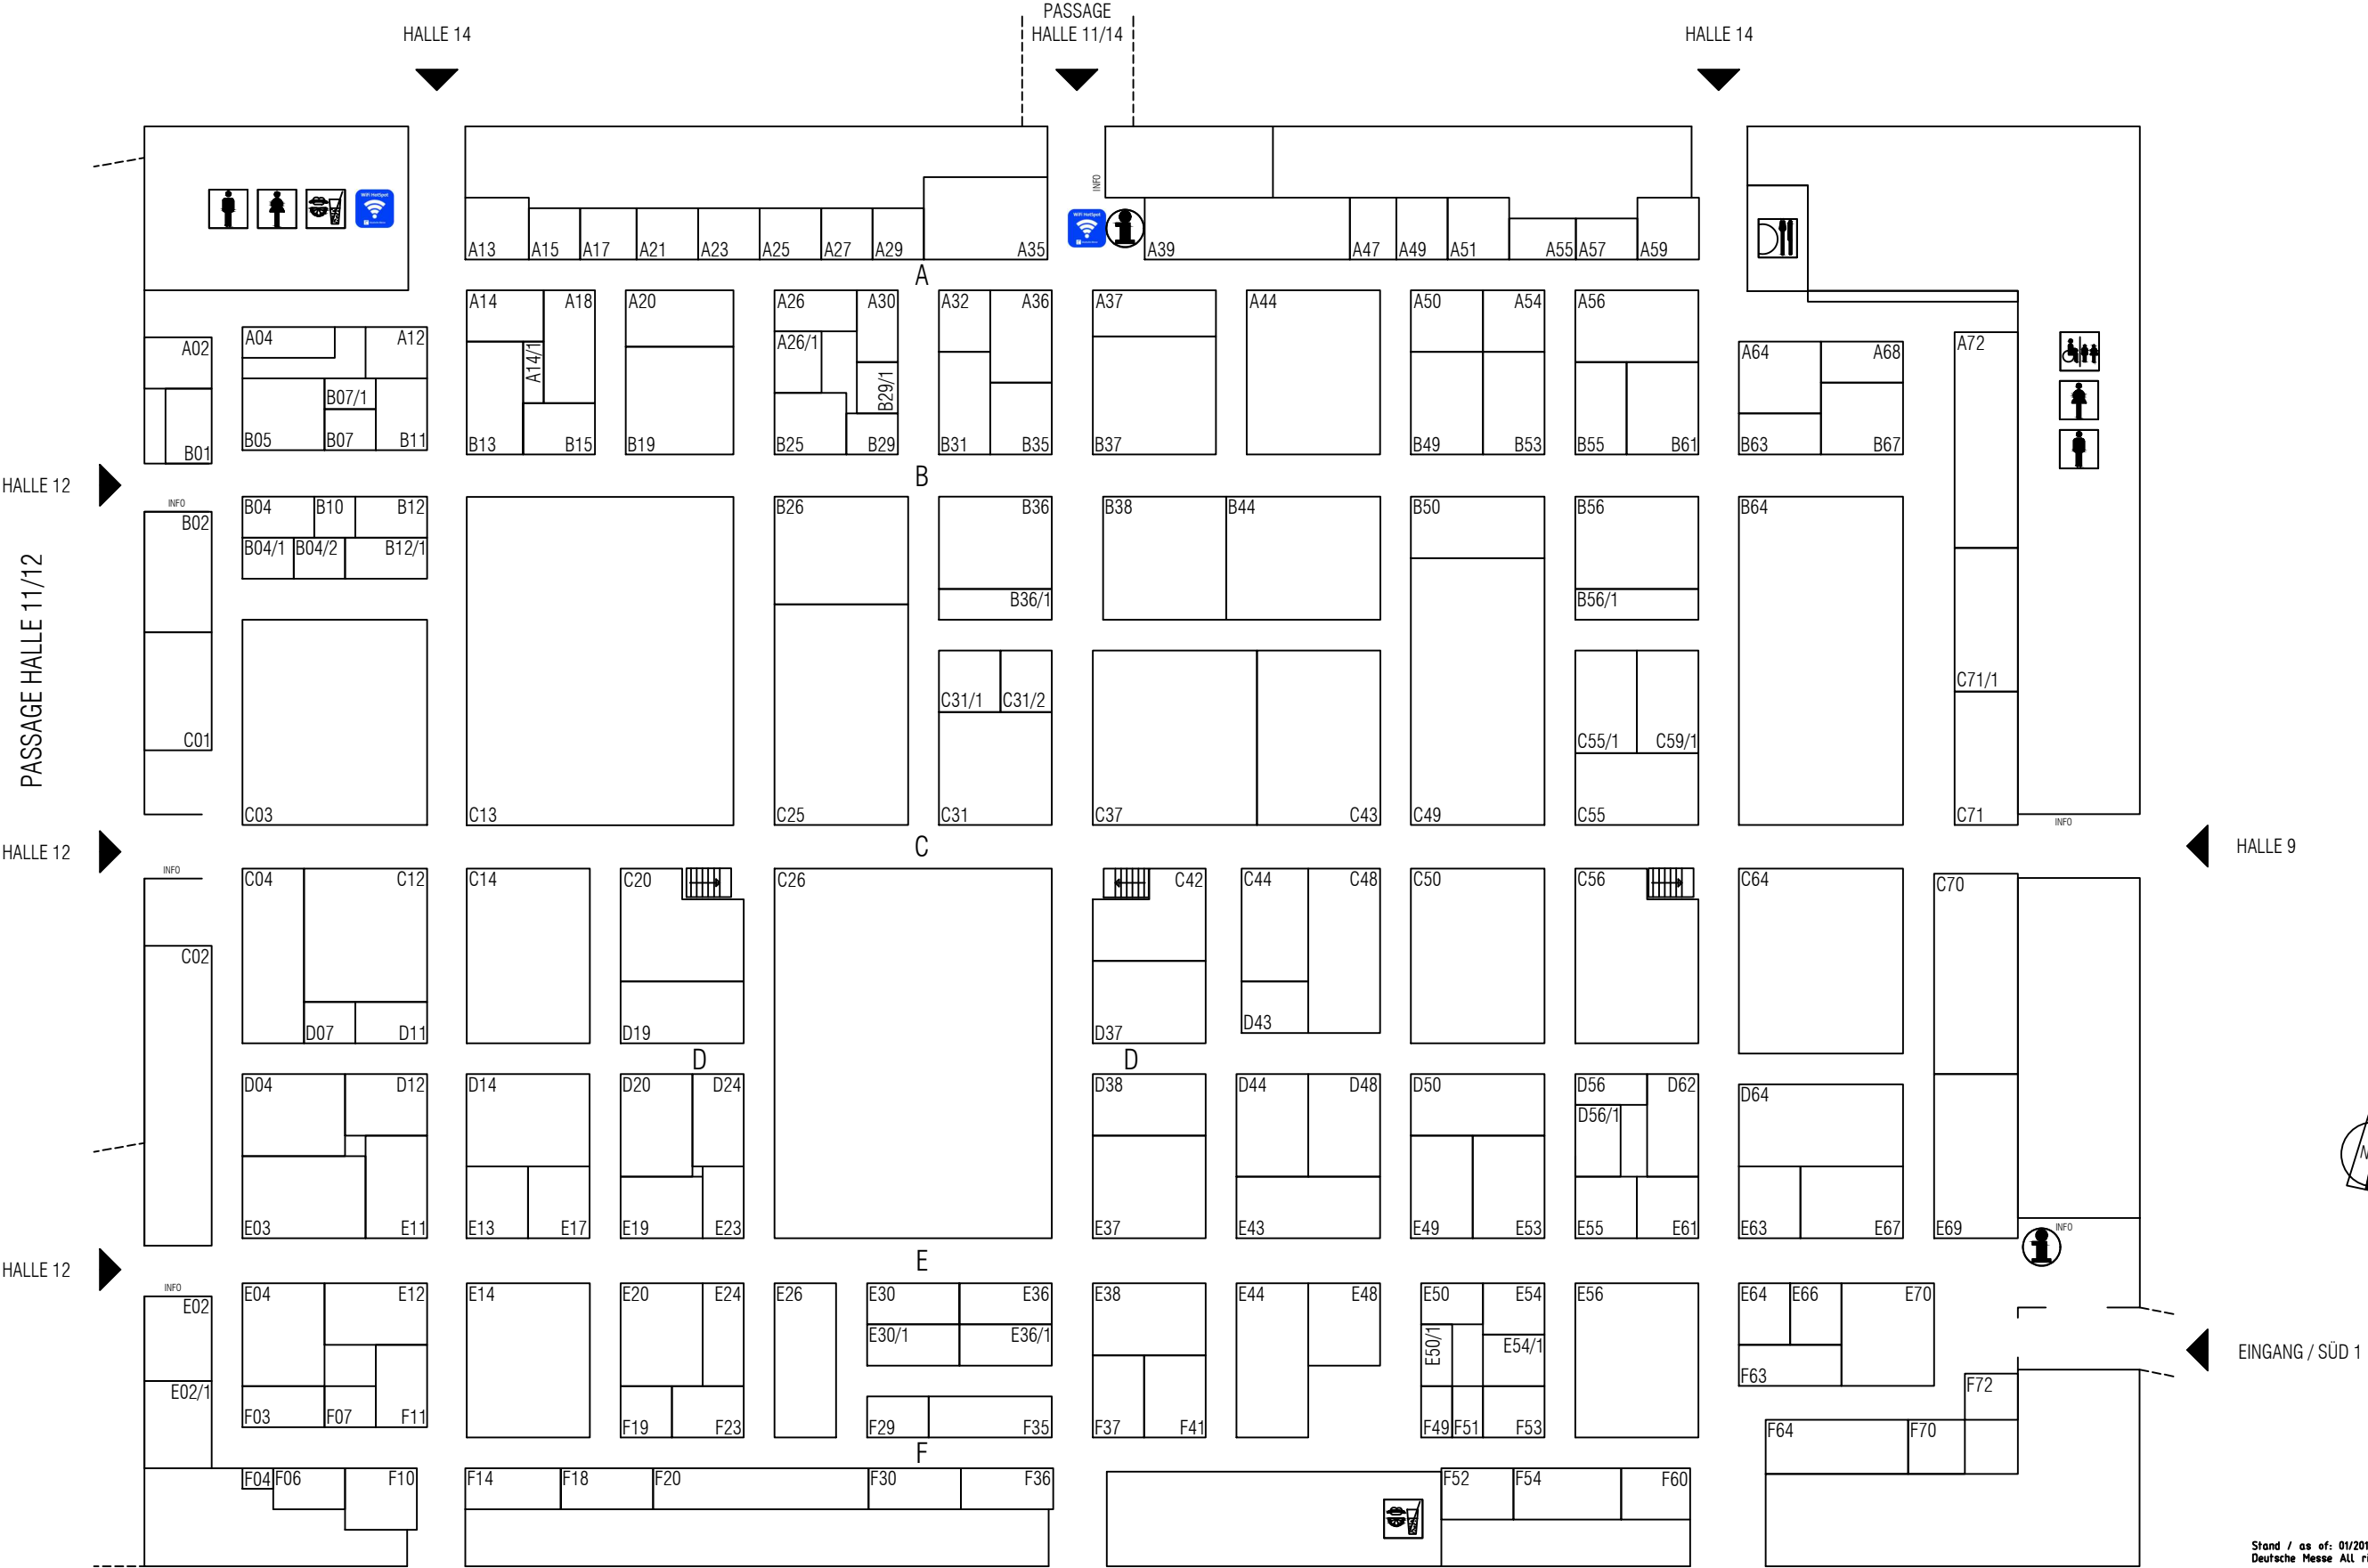 PASSAGE
HALLE 14
HALLE 11/14
HALLE 14
WiFi HotSpot
INFO
WiFi HotSpot
A13
A15
A17
A21
A23
A25
A27
A29
A35
A39
A47
A49
A51
A55
A57
A59
A
A14
A18
A20
A26
A30
A32
A36
A37
A44
A50
A54
A56
A04
A12
A02
A26/1
A14/1
A64
A68
A72
B07/1
B29/1
B05
B07
B11
B01
B13
B15
B19
B25
B29
B31
B35
B37
B49
B53
B55
B61
B63
B67
B
HALLE 12
INFO
B02
B04
B10
B12
B26
B36
B38
B44
B50
B56
B64
B04/1
B04/2
B12/1
B36/1
B56/1
PASSAGE HALLE 11/12
C31/1
C31/2
C71/1
C01
C55/1
C59/1
C03
C13
C25
C31
C37
C43
C49
C55
C71
INFO
HALLE 12
C
HALLE 9
INFO
C04
C12
C14
C20
C26
C42
C44
C48
C50
C56
C64
C70
C02
D07
D11
D19
D37
D43
D
D
D04
D12
D14
D20
D24
D38
D44
D48
D50
D56
D62
D64
D56/1
E03
E11
E13
E17
E19
E23
E37
E43
E49
E53
E55
E61
E63
E67
E69
INFO
HALLE 12
E
INFO
E02
E04
E12
E14
E20
E24
E26
E30
E36
E38
E44
E48
E50
E54
E56
E64
E66
E70
E30/1
E36/1
E50/1
E54/1
EINGANG / SÜD 1
E02/1
F63
F72
F03
F07
F11
F19
F23
F29
F35
F37
F41
F49
F51
F53
F64
F70
F
F04
F06
F10
F14
F18
F20
F30
F36
F52
F54
F60
Stand / as of: 01/201
Deutsche Messe All r